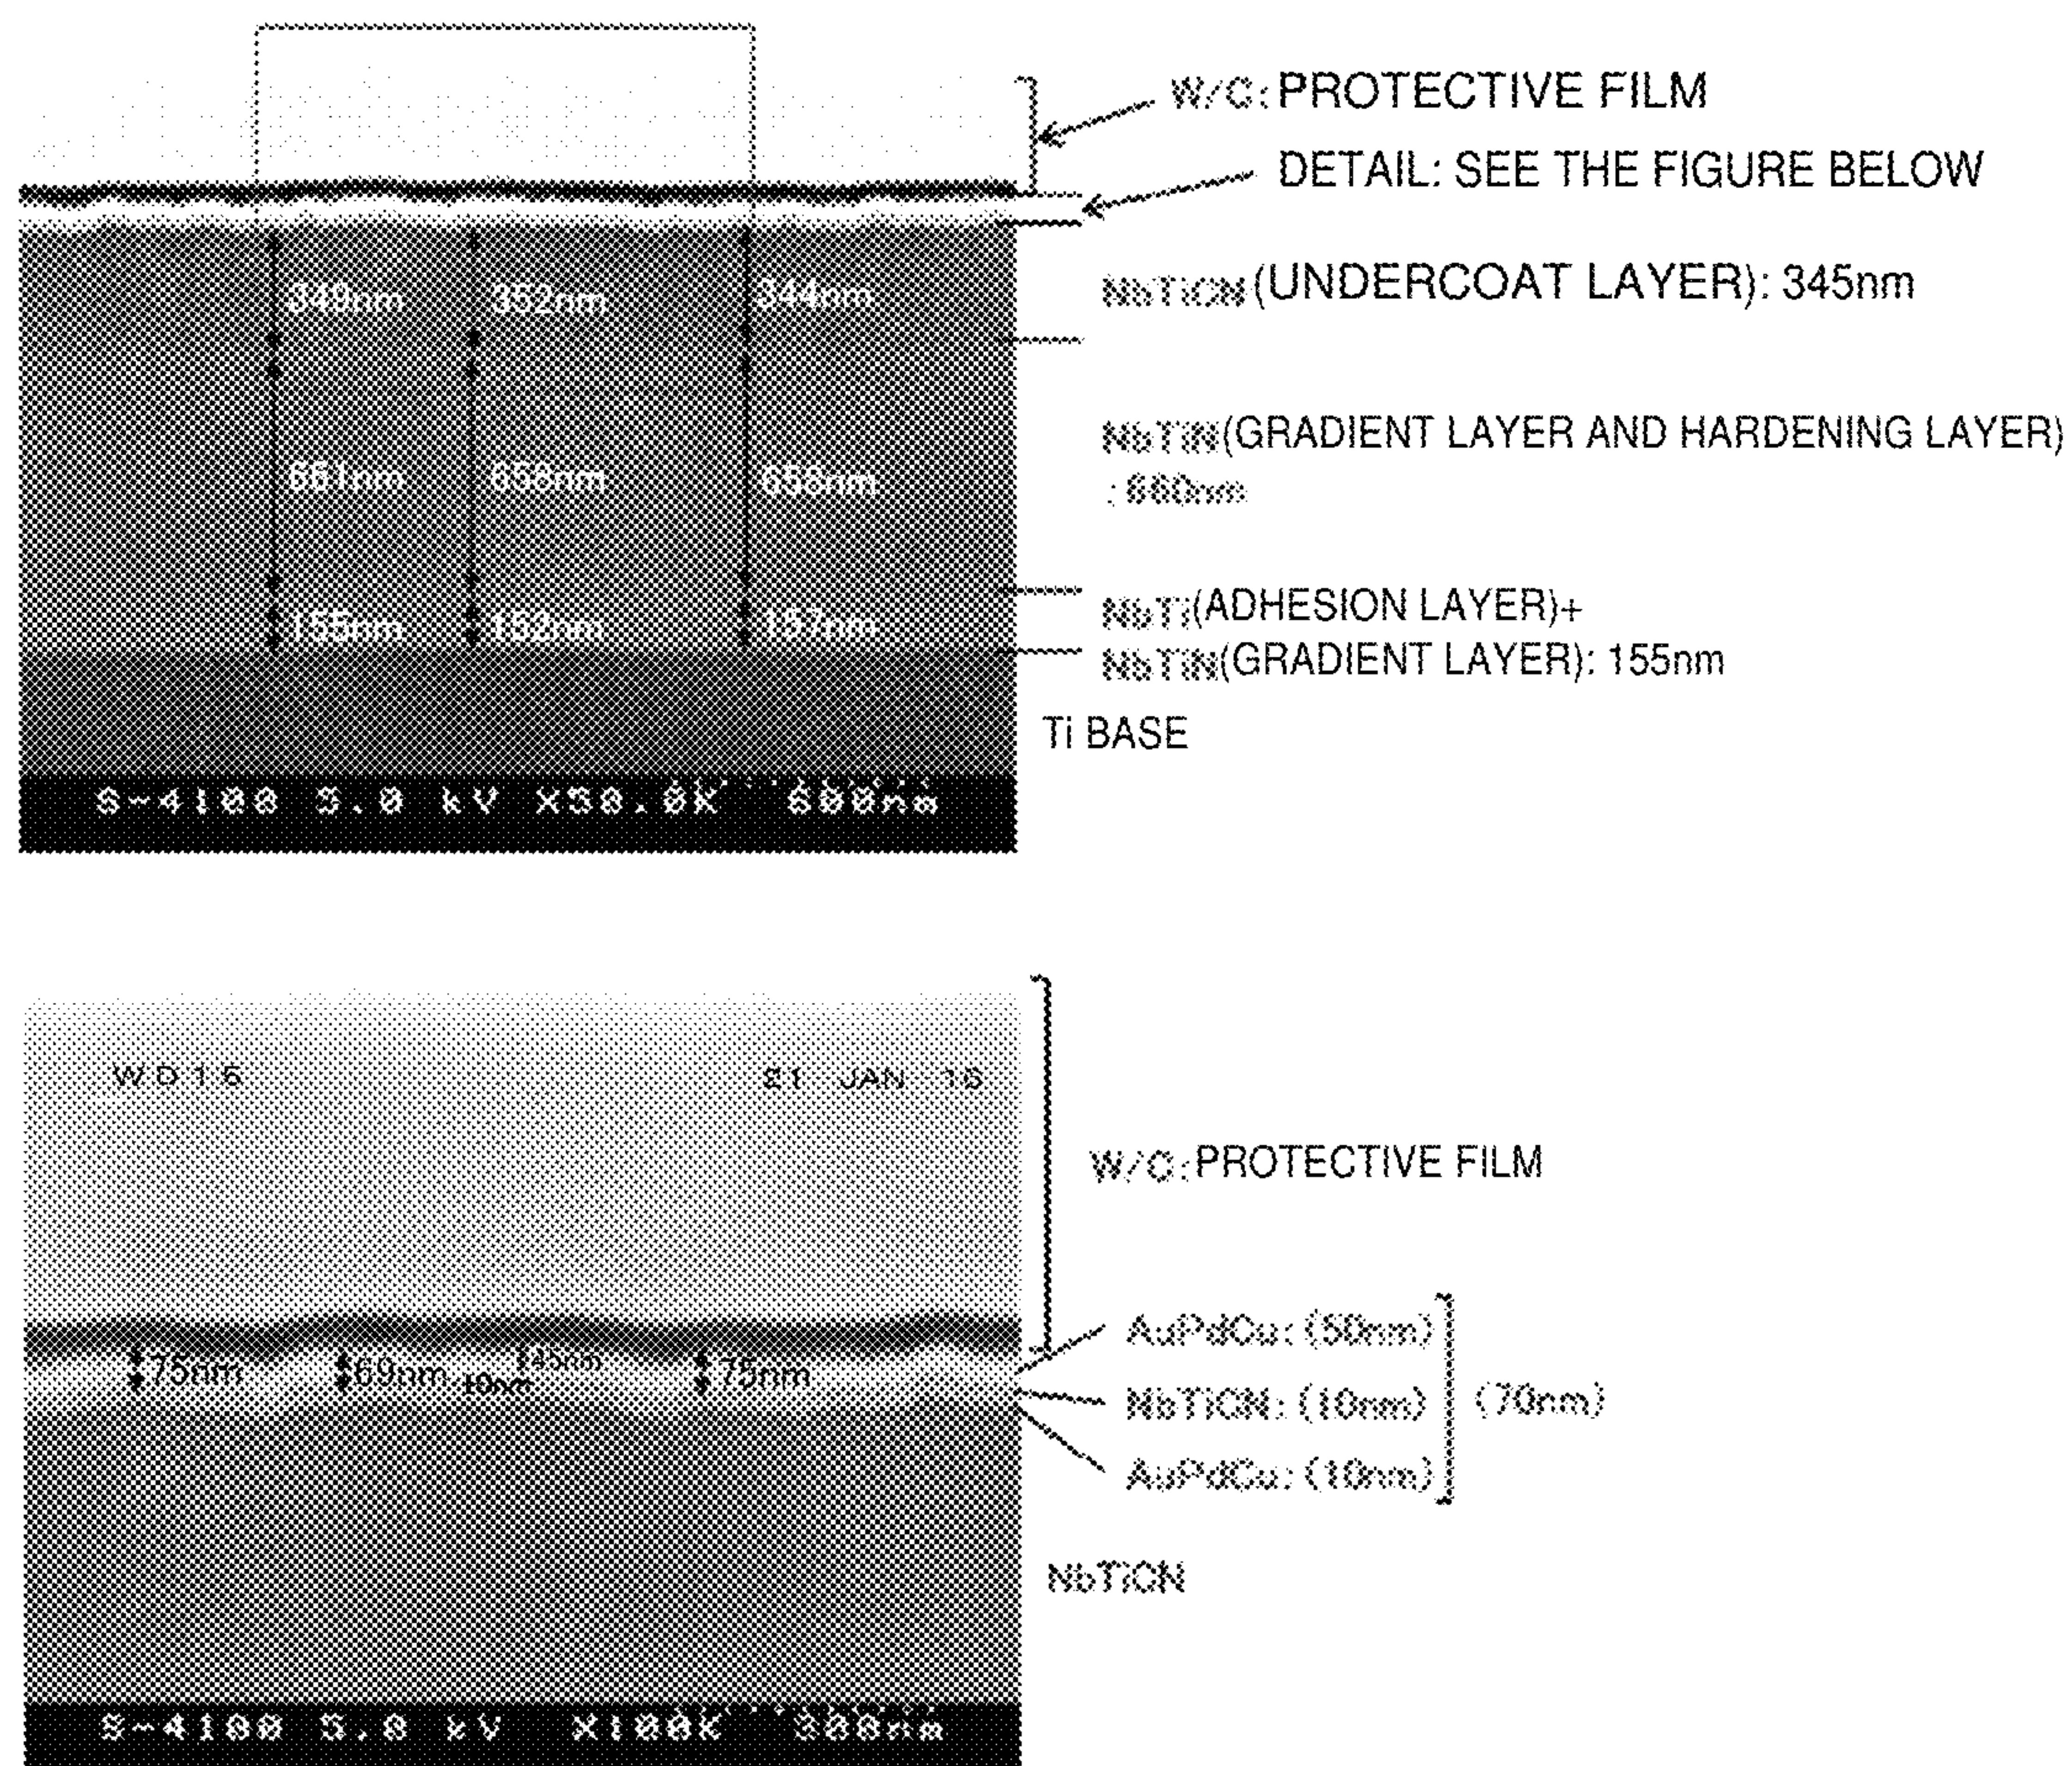 W/C: PROTECTIVE FILM
DETAIL: SEE THE FIGURE BELOW
NbTiCN (UNDERCOAT LAYER): 345nm
352nm 344nm
NbTiN (GRADIENT LAYER AND HARDENING LAYER)
: 660nm
661nm 658nm 658nm
NbTi (ADHESION LAYER)+
155nm 152nm 157nm
NbTiN (GRADIENT LAYER): 155nm
Ti BASE
S-4100 5.0 kV X50.0K 600nm
WD15 21 JAN 16
W/C: PROTECTIVE FILM
AuPdCu: (50nm)
75nm 69nm 10nm 45nm 75nm
NbTiCN: (10nm) (70nm)
AuPdCu: (10nm)
NbTiCN
S-4100 5.0 kV X100K 300nm